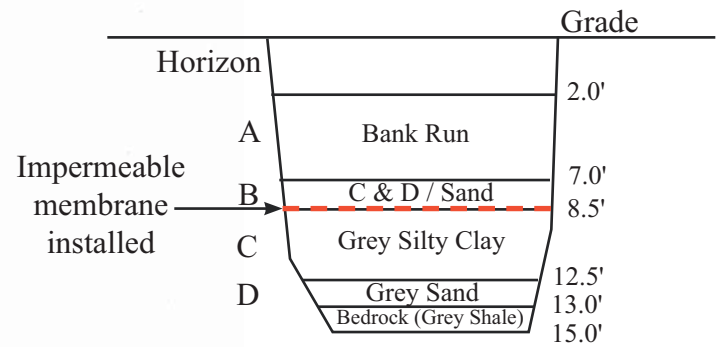 Grade
Horizon
2.0'
A
Bank Run
Impermeable
membrane
installed
7.0'
B
C & D / Sand
8.5'
C
Grey Silty Clay
12.5'
D
Grey Sand
13.0'
Bedrock (Grey Shale)
15.0'